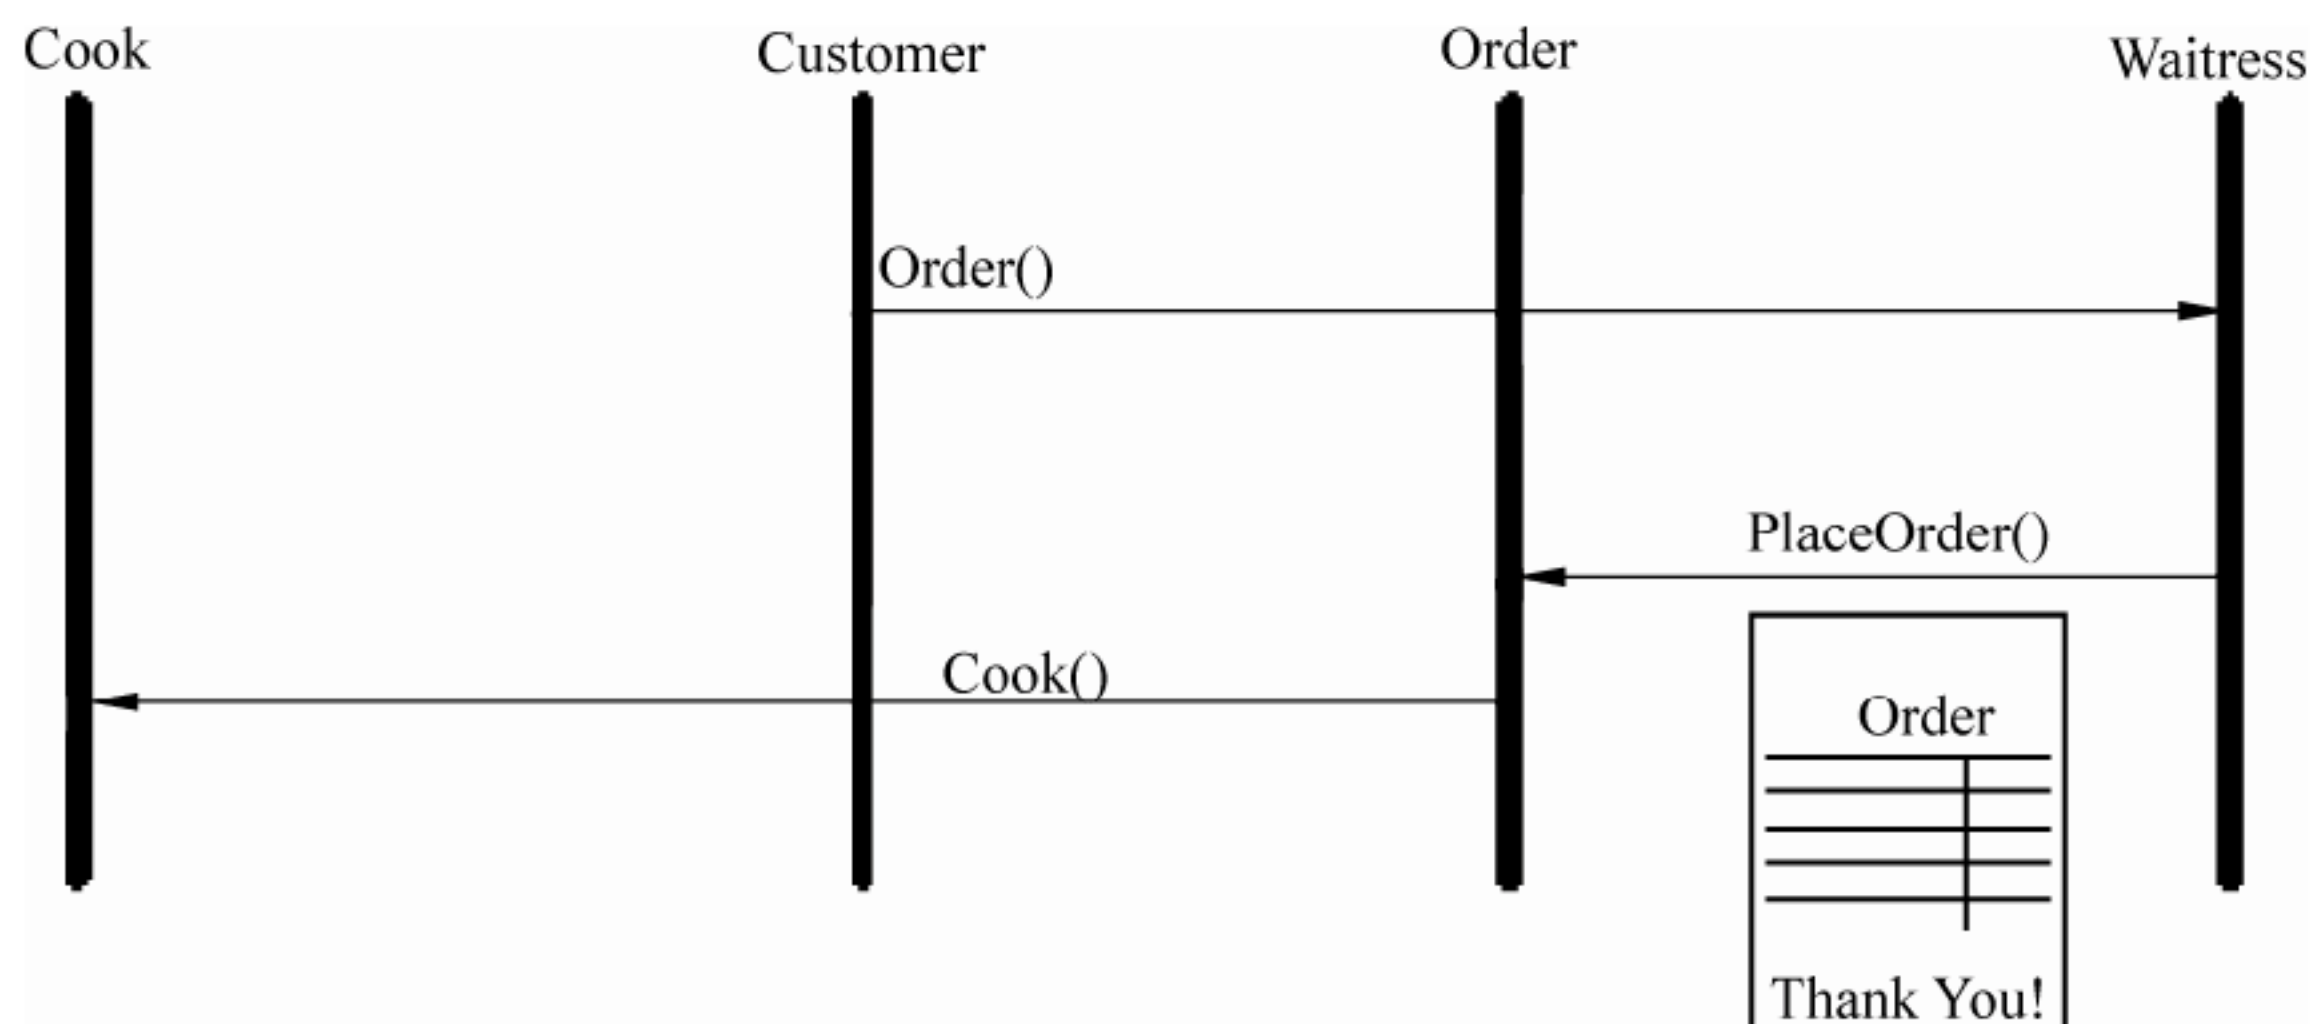 Cook
Customer
Order
Waitress
Order()
PlaceOrder()
Cook()
Order
Thank You!